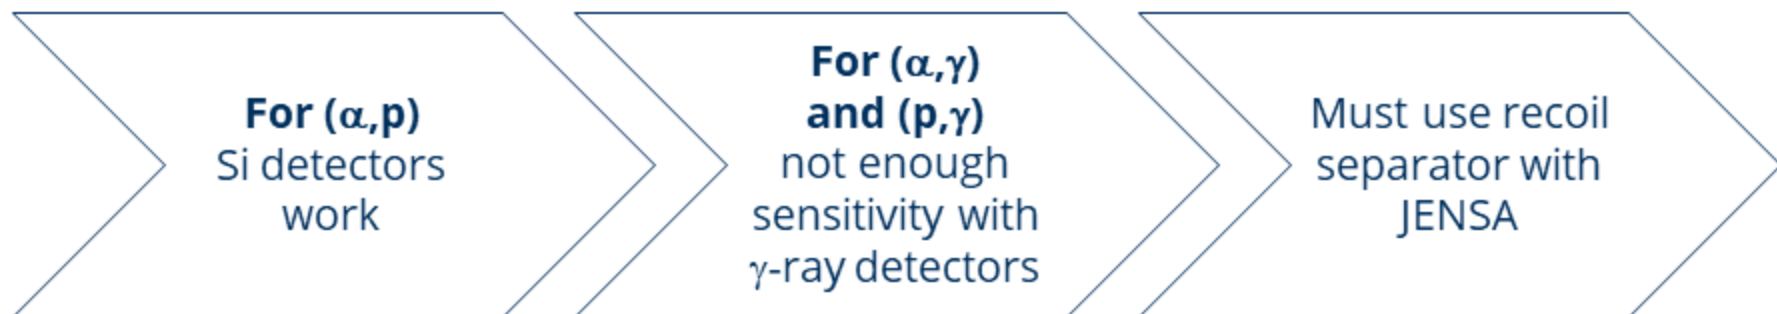 For (α,p)
Si detectors
work
For (α,γ)
and (p,γ)
not enough
sensitivity with
γ-ray detectors
Must use recoil
separator with
JENSA